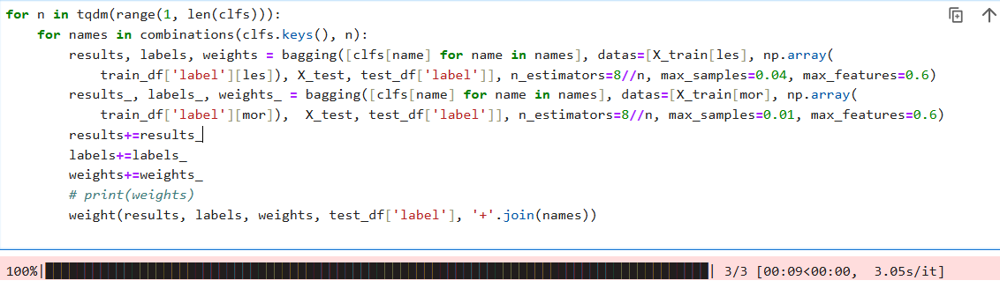 for n in tqdm(range(1, len(clfs))):
    for names in combinations(clfs.keys(), n):
        results, labels, weights = bagging([clfs[name] for name in names], datas=[X_train[les], np.array(
            train_df['label'][les]), X_test, test_df['label']], n_estimators=8//n, max_samples=0.04, max_features=0.6)
        results_, labels_, weights_ = bagging([clfs[name] for name in names], datas=[X_train[mor], np.array(
            train_df['label'][mor]),  X_test, test_df['label']], n_estimators=8//n, max_samples=0.01, max_features=0.6)
        results+=results_
        labels+=labels_
        weights+=weights_
        # print(weights)
        weight(results, labels, weights, test_df['label'], '+'.join(names))
100%|██████████| 3/3 [00:09<00:00,  3.05s/it]